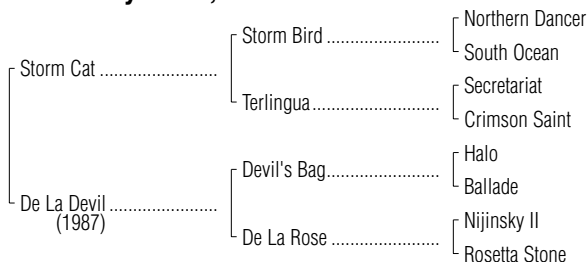 Northern Dancer
Storm Bird ........................
South Ocean
Storm Cat .........................
Secretariat
Terlingua ...........................
Crimson Saint
Halo
Devil's Bag........................
Ballade
De La Devil .......................
(1987)
Nijinsky II
De La Rose .......................
Rosetta Stone